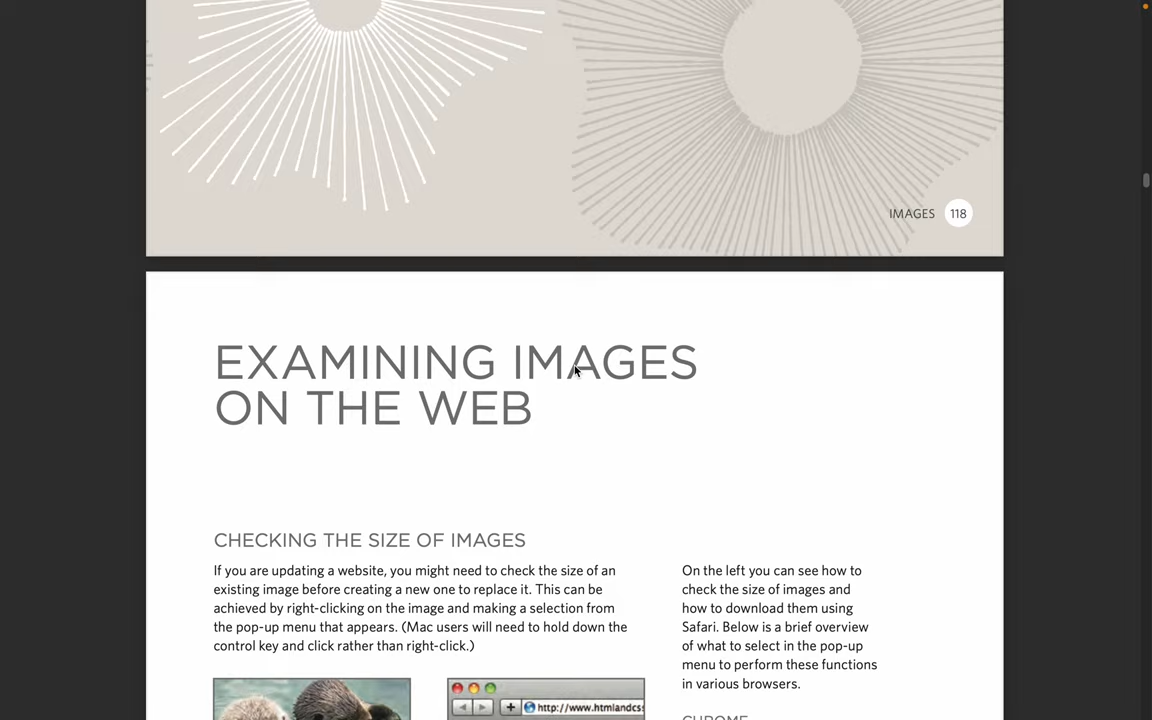 IMAGES 118
EXAMINING IMAGES
ON THE WEB
CHECKING THE SIZE OF IMAGES
If you are updating a website, you might need to check the size of an
existing image before creating a new one to replace it. This can be
achieved by right-clicking on the image and making a selection from
the pop-up menu that appears. (Mac users will need to hold down the
control key and click rather than right-click.)
http://www.htmlandcs
On the left you can see how to
check the size of images and
how to download them using
Safari. Below is a brief overview
of what to select in the pop-up
menu to perform these functions
in various browsers.
CHROME